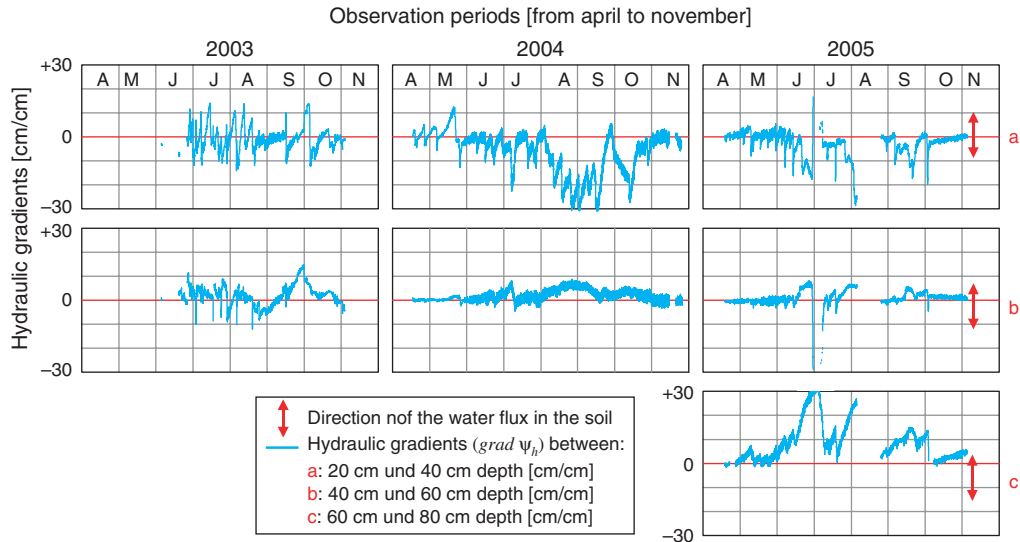 Observation periods [from april to november]
2003 2004 2005
Hydraulic gradients [cm/cm]
+30
0
−30
A M J J A S O N
A M J J A S O N
A M J J A S O N
a
+30
0
−30
b
+30
0
−30
c
Direction nof the water flux in the soil
Hydraulic gradients (grad ψh) between:
a: 20 cm und 40 cm depth [cm/cm]
b: 40 cm und 60 cm depth [cm/cm]
c: 60 cm und 80 cm depth [cm/cm]